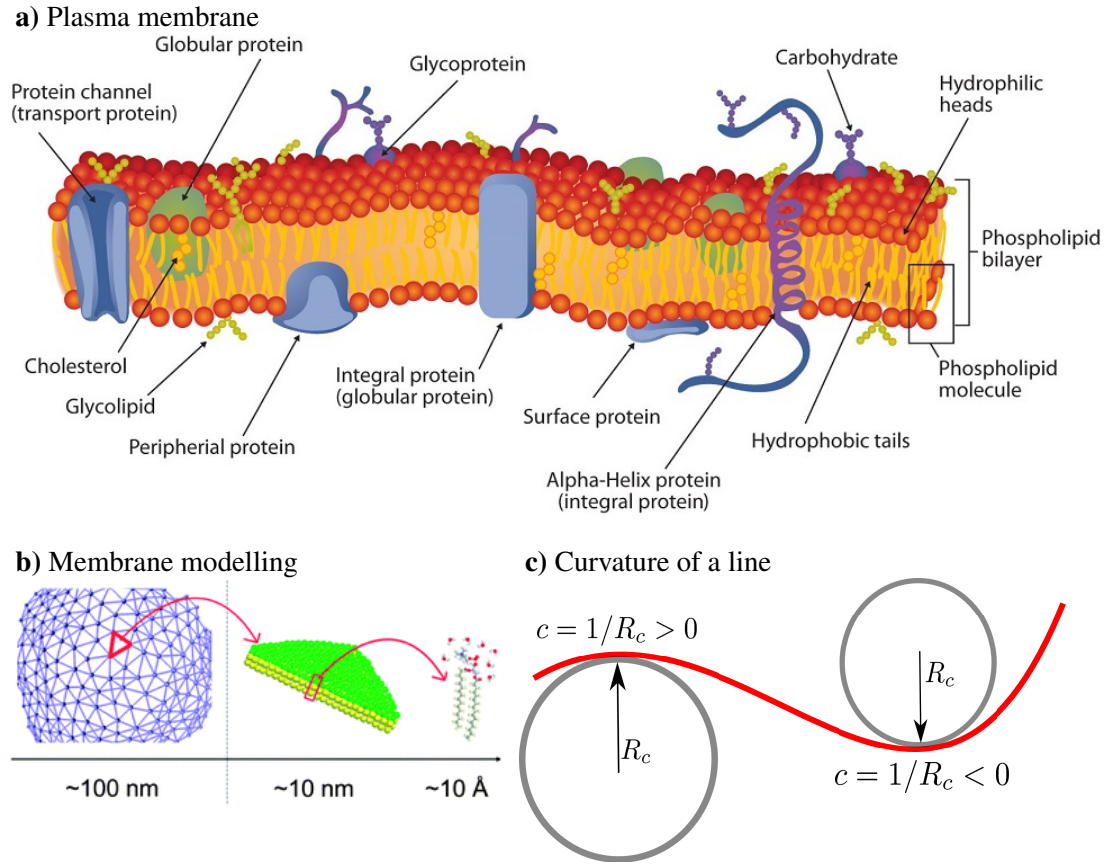 a) Plasma membrane
Globular protein
Protein channel
(transport protein)
Glycoprotein
Carbohydrate
Hydrophilic
heads
Phospholipid
bilayer
Phospholipid
molecule
Cholesterol
Glycolipid
Peripherial protein
Integral protein
(globular protein)
Surface protein
Alpha-Helix protein
(integral protein)
Hydrophobic tails
b) Membrane modelling
~100 nm
~10 nm
~10 Å
c) Curvature of a line
c = 1/R_c > 0
R_c
R_c
c = 1/R_c < 0